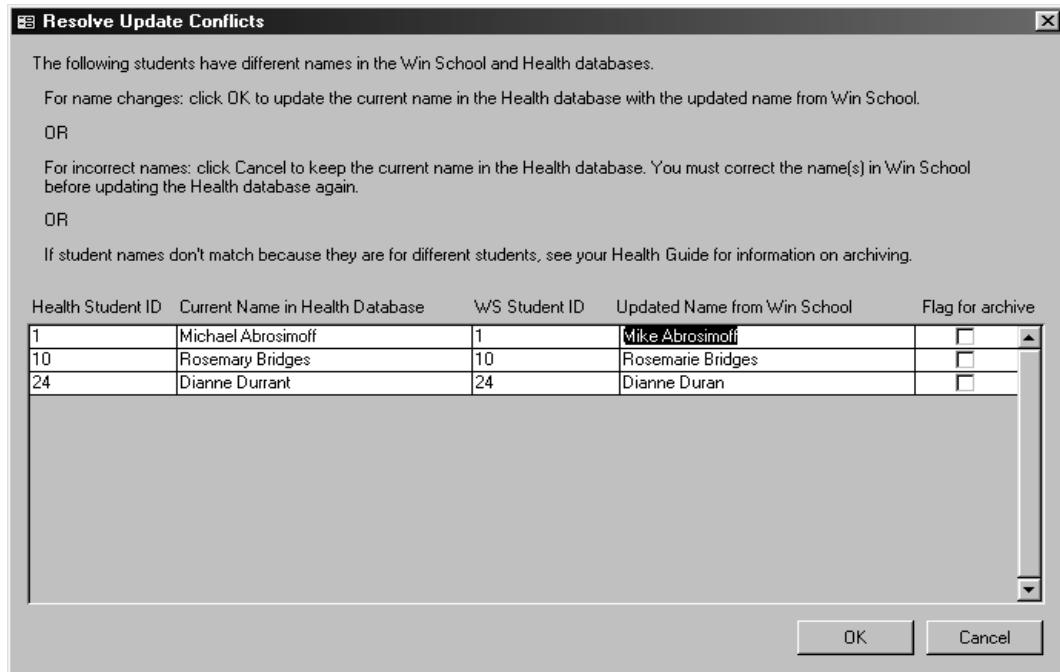 Resolve Update Conflicts
The following students have different names in the Win School and Health databases.
For name changes: click OK to update the current name in the Health database with the updated name from Win School.
OR
For incorrect names: click Cancel to keep the current name in the Health database. You must correct the name(s) in Win School
before updating the Health database again.
OR
If student names don't match because they are for different students, see your Health Guide for information on archiving.
Health Student ID Current Name in Health Database WS Student ID Updated Name from Win School Flag for archive
1 Michael Abrosimoff 1 Mike Abrosimoff
10 Rosemary Bridges 10 Rosemarie Bridges
24 Dianne Durrant 24 Dianne Duran
OK Cancel